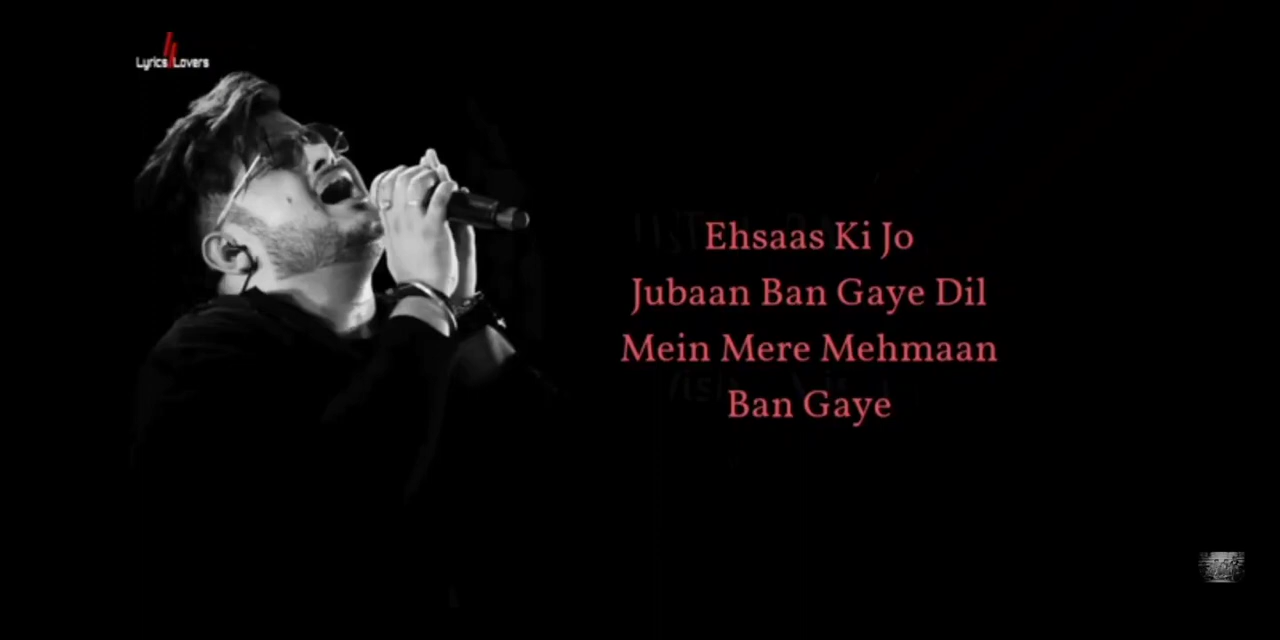 Lyrics Lovers
Ehsaas Ki Jo
Jubaan Ban Gaye Dil
Mein Mere Mehmaan
Ban Gaye